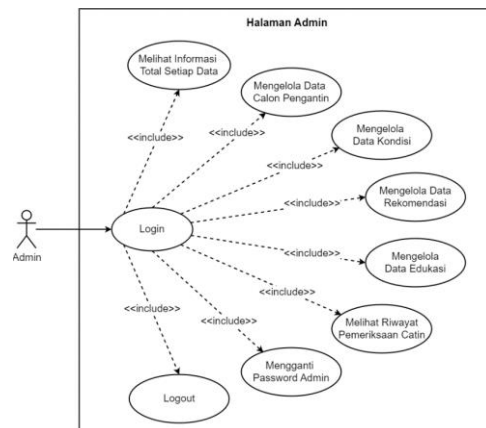 Halaman Admin
Melihat Informasi
Total Setiap Data
Mengelola Data
Calon Pengantin
<<include>>
<<include>>
Mengelola
Data Kondisi
<<include>>
Mengelola Data
Rekomendasi
<<include>>
Login
Admin
<<include>>
Mengelola
Data Edukasi
<<include>>
<<include>>
<<include>>
Melihat Riwayat
Pemeriksaan Catin
Mengganti
Password Admin
Logout